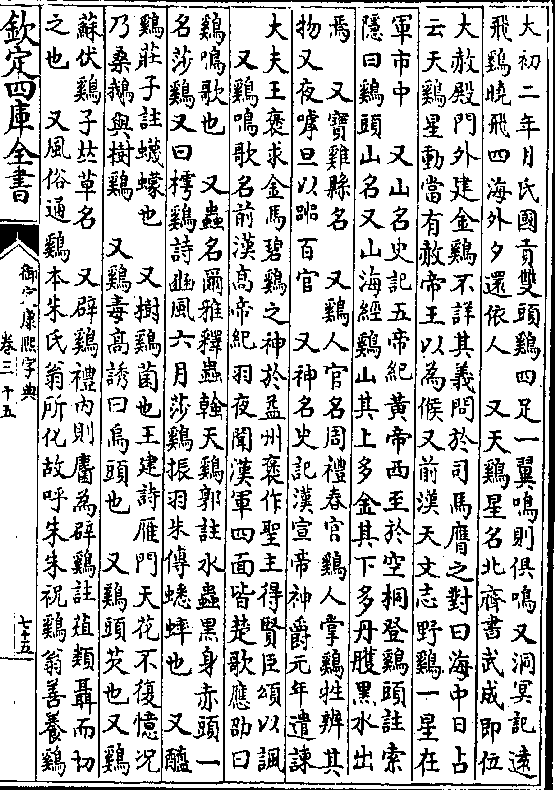 大初二年月氏國貢雙頭鷄四足一翼鳴則俱鳴又洞冥記遠
飛鷄曉飛四海外夕還依人　又天鷄星名北齊書武成即位
大赦殿門外建金鷄不詳其義問於司馬膺之對曰海中日占
云天鷄星動當有赦帝王以為候又前漢天文志野鷄一星在
軍市中　又山名史記五帝紀黄帝西至於空桐登鷄頭註索
隱曰鷄頭山名又山海經鷄山其上多金其下多丹雘黑水出
焉　又寶雞縣名　又鷄人官名周禮春官鷄人掌鷄牲辨其
物又夜嘑旦以嘂百官　又神名史記漢宣帝神爵元年遣諫
大夫王褒求金馬碧鷄之神於益州褒作聖主得賢臣頌以諷
又鷄鳴歌名前漢高帝紀羽夜聞漢軍四面皆楚歌應劭曰
鷄鳴歌也　又蟲名爾雅釋蟲螒天鷄郭註水蟲黑身赤頭一
名莎鷄又曰樗鷄詩豳風六月莎鷄振羽朱傳蟋蟀也　又醯
鷄莊子註蠛蠓也　又樹鷄菌也王建詩雁門天花不復憶况
乃桑鵝與樹鷄　又鷄毒高誘曰烏頭也　又鷄頭芡也又鷄
蘇伏鷄子𠀤草名　又辟鷄禮内則麕為辟鷄註菹類聶而切
之也　又風俗通鷄本朱氏翁所化故呼朱朱祝鷄翁善養鷄
欽定四庫全書
御定康熙字典
卷三十五
七十五